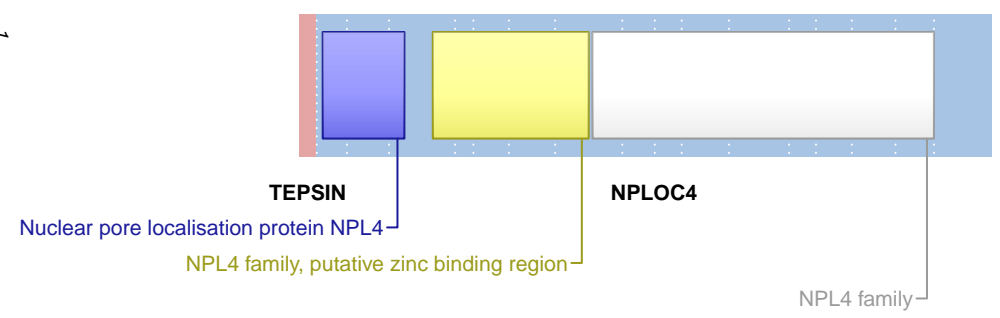 TEPSIN NPLOC4
Nuclear pore localisation protein NPL4
NPL4 family, putative zinc binding region
NPL4 family